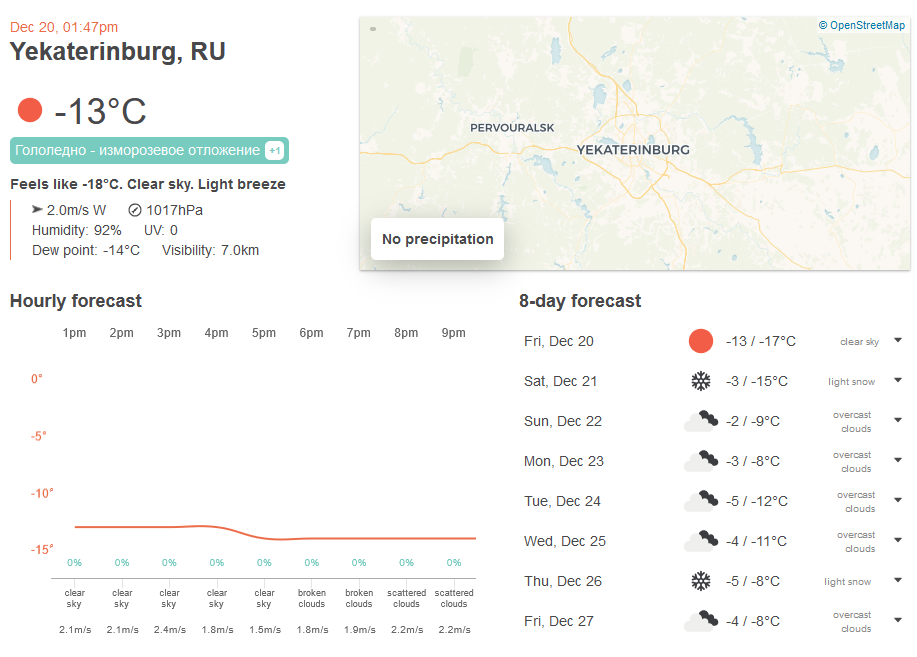 Dec 20, 01:47pm
Yekaterinburg, RU
-13°C
Гололедно - изморозевое отложение +1
Feels like -18°C. Clear sky. Light breeze
2.0m/s W 1017hPa
Humidity: 92% UV: 0
Dew point: -14°C Visibility: 7.0km
© OpenStreetMap
PERVOURALSK
YEKATERINBURG
No precipitation
Hourly forecast
1pm 2pm 3pm 4pm 5pm 6pm 7pm 8pm 9pm
0°
-5°
-10°
-15°
0% 0% 0% 0% 0% 0% 0% 0% 0%
clear clear clear clear clear broken broken scattered scattered
sky sky sky sky sky clouds clouds clouds clouds
2.1m/s 2.1m/s 2.4m/s 1.8m/s 1.5m/s 1.8m/s 1.9m/s 2.2m/s 2.2m/s
8-day forecast
Fri, Dec 20 -13 / -17°C clear sky
Sat, Dec 21 -3 / -15°C light snow
Sun, Dec 22 -2 / -9°C overcast
clouds
Mon, Dec 23 -3 / -8°C overcast
clouds
Tue, Dec 24 -5 / -12°C overcast
clouds
Wed, Dec 25 -4 / -11°C overcast
clouds
Thu, Dec 26 -5 / -8°C light snow
Fri, Dec 27 -4 / -8°C overcast
clouds